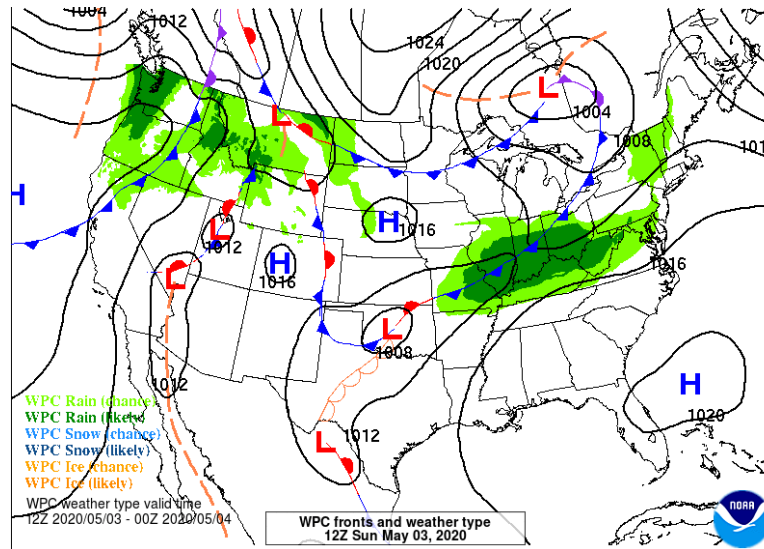 1004
1012
1024
1020
L
1004
1008
L
H
1012
H
1016
L
1012
H
1016
L
1016
L
1008
1012
H
1020
L
1012
WPC Rain (chance)
WPC Rain (likely)
WPC Snow (chance)
WPC Snow (likely)
WPC Ice (chance)
WPC Ice (likely)
WPC weather type valid time
12Z 2020/05/03 - 00Z 2020/05/04
WPC fronts and weather type
12Z Sun May 03, 2020
NOAA